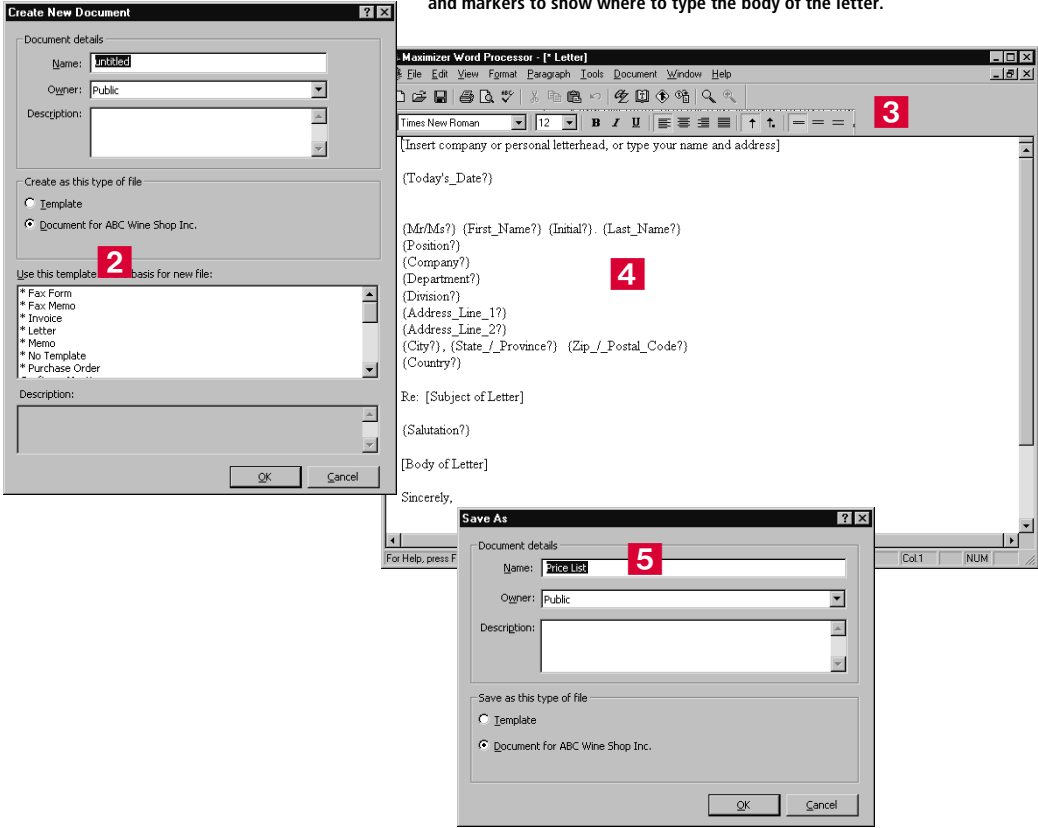 and markers to show where to type the body of the letter.
Create New Document
Document details
Name: untitled
Owner: Public
Description:
Create as this type of file
Template
Document for ABC Wine Shop Inc.
2
Use this template basis for new file:
* Fax Form
* Fax Memo
* Invoice
* Letter
* Memo
* No Template
* Purchase Order
Description:
OK Cancel
Maximizer Word Processor - [* Letter]
File Edit View Format Paragraph Tools Document Window Help
3
Times New Roman 12 B I U
[Insert company or personal letterhead, or type your name and address]
{Today's_Date?}
{Mr/Ms?} {First_Name?} {Initial?}. {Last_Name?}
{Position?}
{Company?}
4
{Department?}
{Division?}
{Address_Line_1?}
{Address_Line_2?}
{City?}, {State_/_Province?} {Zip_/_Postal_Code?}
{Country?}
Re: [Subject of Letter]
{Salutation?}
[Body of Letter]
Sincerely,
For Help, press F
Col.1 NUM
Save As
Document details
5
Name: Price List
Owner: Public
Description:
Save as this type of file
Template
Document for ABC Wine Shop Inc.
OK Cancel